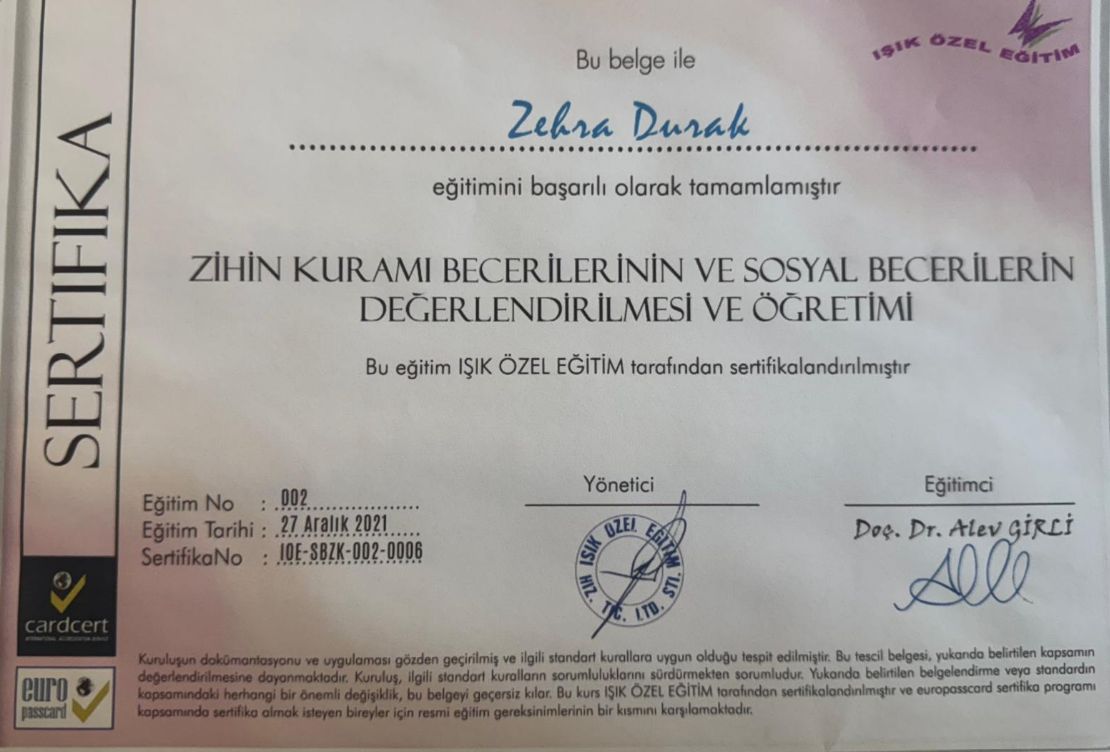 SERTİFİKA
IŞIK ÖZEL EĞİTİM
Bu belge ile
Zehra Durak
eğitimini başarılı olarak tamamlamıştır
ZİHİN KURAMI BECERİLERİNİN VE SOSYAL BECERİLERİN
DEĞERLENDİRİLMESİ VE ÖĞRETİMİ
Bu eğitim IŞIK ÖZEL EĞİTİM tarafından sertifikalandırılmıştır
Eğitim No : 002
Eğitim Tarihi : 27 Aralık 2021
SertifikaNo : IOE-SBZK-002-0006
Yönetici
IŞIK ÖZEL EĞİTİM HİZ. TİC. LTD. STİ.
Eğitimci
Doç. Dr. Alev GİRLİ
cardcert
INTERNATIONAL ACCREDITATION SERVICE
euro
passcard
Kuruluşun dokümantasyonu ve uygulaması gözden geçirilmiş ve ilgili standart kurallara uygun olduğu tespit edilmiştir. Bu tescil belgesi, yukarıda belirtilen kapsamın
değerlendirilmesine dayanmaktadır. Kuruluş, ilgili standart kuralların sorumluluklarını sürdürmekten sorumludur. Yukarıda belirtilen belgelendirme veya standardın
kapsamındaki herhangi bir önemli değişiklik, bu belgeyi geçersiz kılar. Bu kurs IŞIK ÖZEL EĞİTİM tarafından sertifikalandırılmıştır ve europasscard sertifika programı
kapsamında sertifika almak isteyen bireyler için resmi eğitim gereksinimlerinin bir kısmını karşılamaktadır.